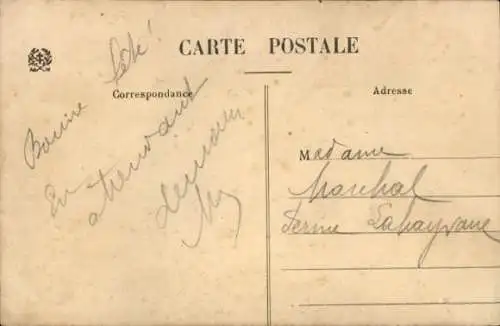 CARTE POSTALE
Correspondance
Adresse
Bonne fête!
En attendant
demain
Madame
Marchal
Ferme